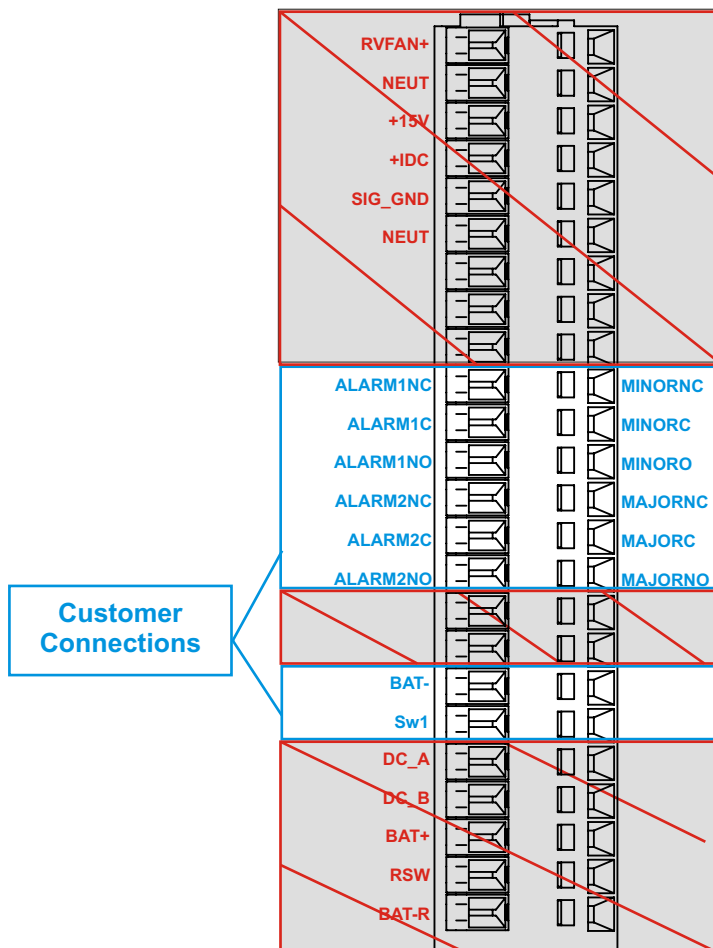 RVFAN+
NEUT
+15V
+IDC
SIG_GND
NEUT
ALARM1NC MINORNC
ALARM1C MINORC
ALARM1NO MINORO
ALARM2NC MAJORNC
ALARM2C MAJORC
ALARM2NO MAJORNO
Customer
Connections
BAT-
Sw1
DC_A
DC_B
BAT+
RSW
BAT-R